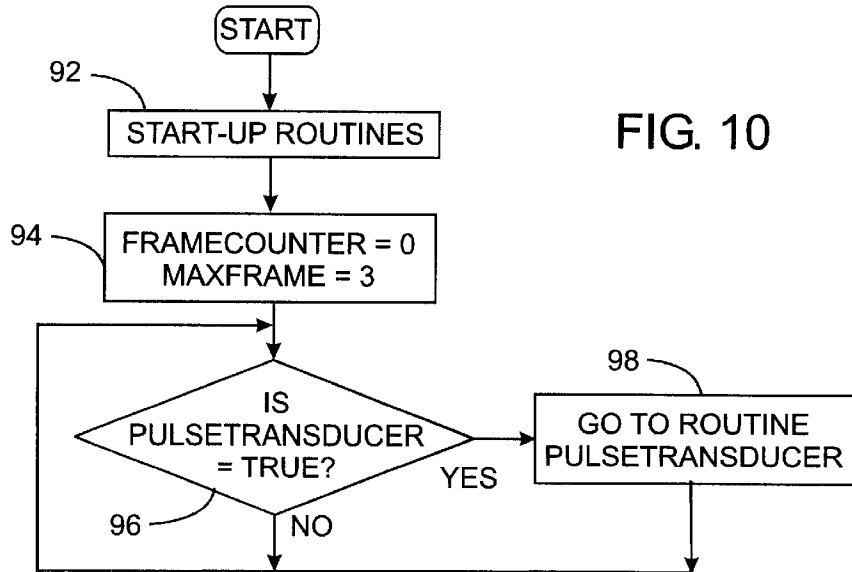 START
92
START-UP ROUTINES
FIG. 10
94
FRAMECOUNTER = 0
MAXFRAME = 3
98
IS
PULSETRANSDUCER
= TRUE?
GO TO ROUTINE
PULSETRANSDUCER
YES
96
NO